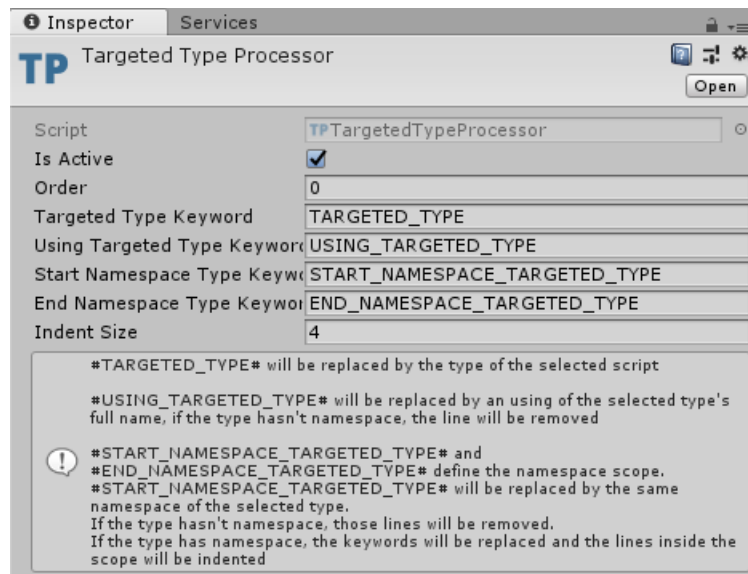 Inspector Services
TP Targeted Type Processor
Open
Script TP TargetedTypeProcessor
Is Active
Order 0
Targeted Type Keyword TARGETED_TYPE
Using Targeted Type Keyword USING_TARGETED_TYPE
Start Namespace Type Keyw START_NAMESPACE_TARGETED_TYPE
End Namespace Type Keywor END_NAMESPACE_TARGETED_TYPE
Indent Size 4
#TARGETED_TYPE# will be replaced by the type of the selected script
#USING_TARGETED_TYPE# will be replaced by an using of the selected type's
full name, if the type hasn't namespace, the line will be removed
#START_NAMESPACE_TARGETED_TYPE# and
#END_NAMESPACE_TARGETED_TYPE# define the namespace scope.
#START_NAMESPACE_TARGETED_TYPE# will be replaced by the same
namespace of the selected type.
If the type hasn't namespace, those lines will be removed.
If the type has namespace, the keywords will be replaced and the lines inside the
scope will be indented